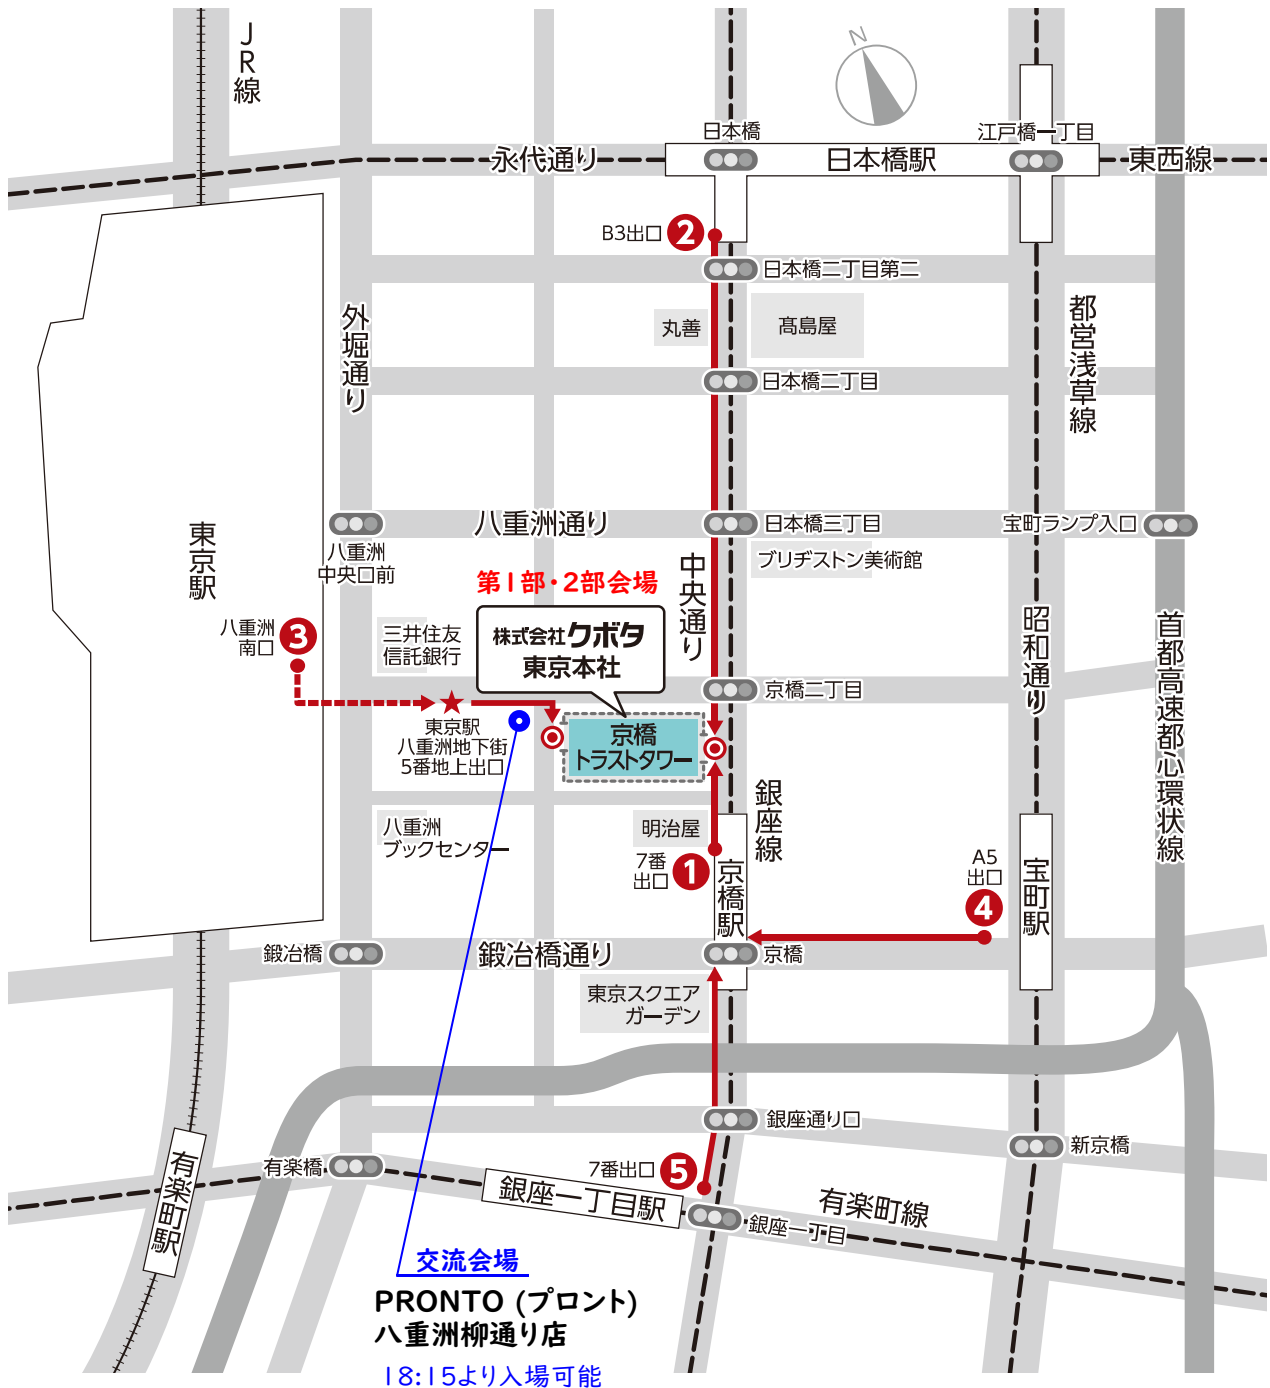 JR線
N
日本橋
江戸橋一丁目
永代通り
日本橋駅
東西線
B3出口
2
日本橋二丁目第二
外堀通り
丸善
髙島屋
都営浅草線
日本橋二丁目
東京駅
八重洲通り
日本橋三丁目
宝町ランプ入口
八重洲
中央口前
ブリヂストン美術館
中央通り
第1部・2部会場
株式会社クボタ
東京本社
八重洲
南口
3
三井住友
信託銀行
昭和通り
首都高速都心環状線
京橋二丁目
東京駅
八重洲地下街
5番地上出口
京橋
トラストタワー
銀座線
八重洲
ブックセンター
明治屋
7番
出口
1
京橋駅
A5
出口
4
宝町駅
鍛冶橋
鍛冶橋通り
京橋
東京スクエア
ガーデン
銀座通り口
新京橋
有楽橋
7番出口
5
有楽町駅
銀座一丁目駅
有楽町線
銀座一丁目
交流会場
PRONTO (プロント)
八重洲柳通り店
18:15より入場可能